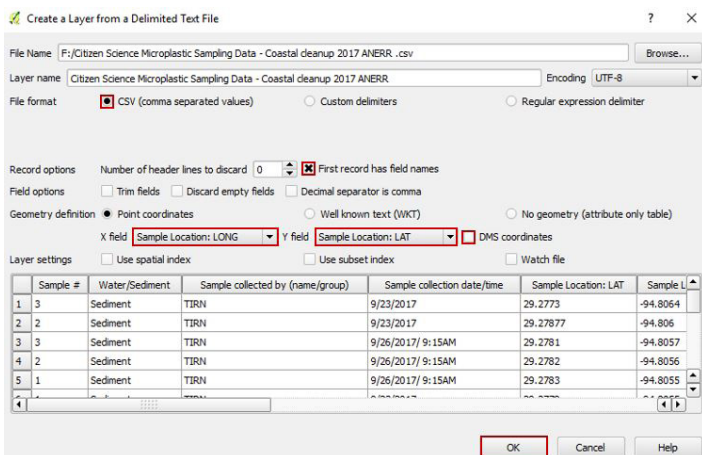 Create a Layer from a Delimited Text File ? ×
File Name F:/Citizen Science Microplastic Sampling Data - Coastal cleanup 2017 ANERR .csv Browse...
Layer name Citizen Science Microplastic Sampling Data - Coastal cleanup 2017 ANERR Encoding UTF-8
File format CSV (comma separated values) Custom delimiters Regular expression delimiter
Record options Number of header lines to discard 0 First record has field names
Field options Trim fields Discard empty fields Decimal separator is comma
Geometry definition Point coordinates Well known text (WKT) No geometry (attribute only table)
X field Sample Location: LONG Y field Sample Location: LAT DMS coordinates
Layer settings Use spatial index Use subset index Watch file
Sample # Water/Sediment Sample collected by (name/group) Sample collection date/time Sample Location: LAT Sample L
1 3 Sediment TIRN 9/23/2017 29.2773 -94.8064
2 2 Sediment TIRN 9/23/2017 29.27877 -94.806
3 3 Sediment TIRN 9/26/2017/ 9:15AM 29.2781 -94.8057
4 2 Sediment TIRN 9/26/2017/ 9:15AM 29.2782 -94.8056
5 1 Sediment TIRN 9/26/2017/ 9:15AM 29.2783 -94.8055
OK Cancel Help